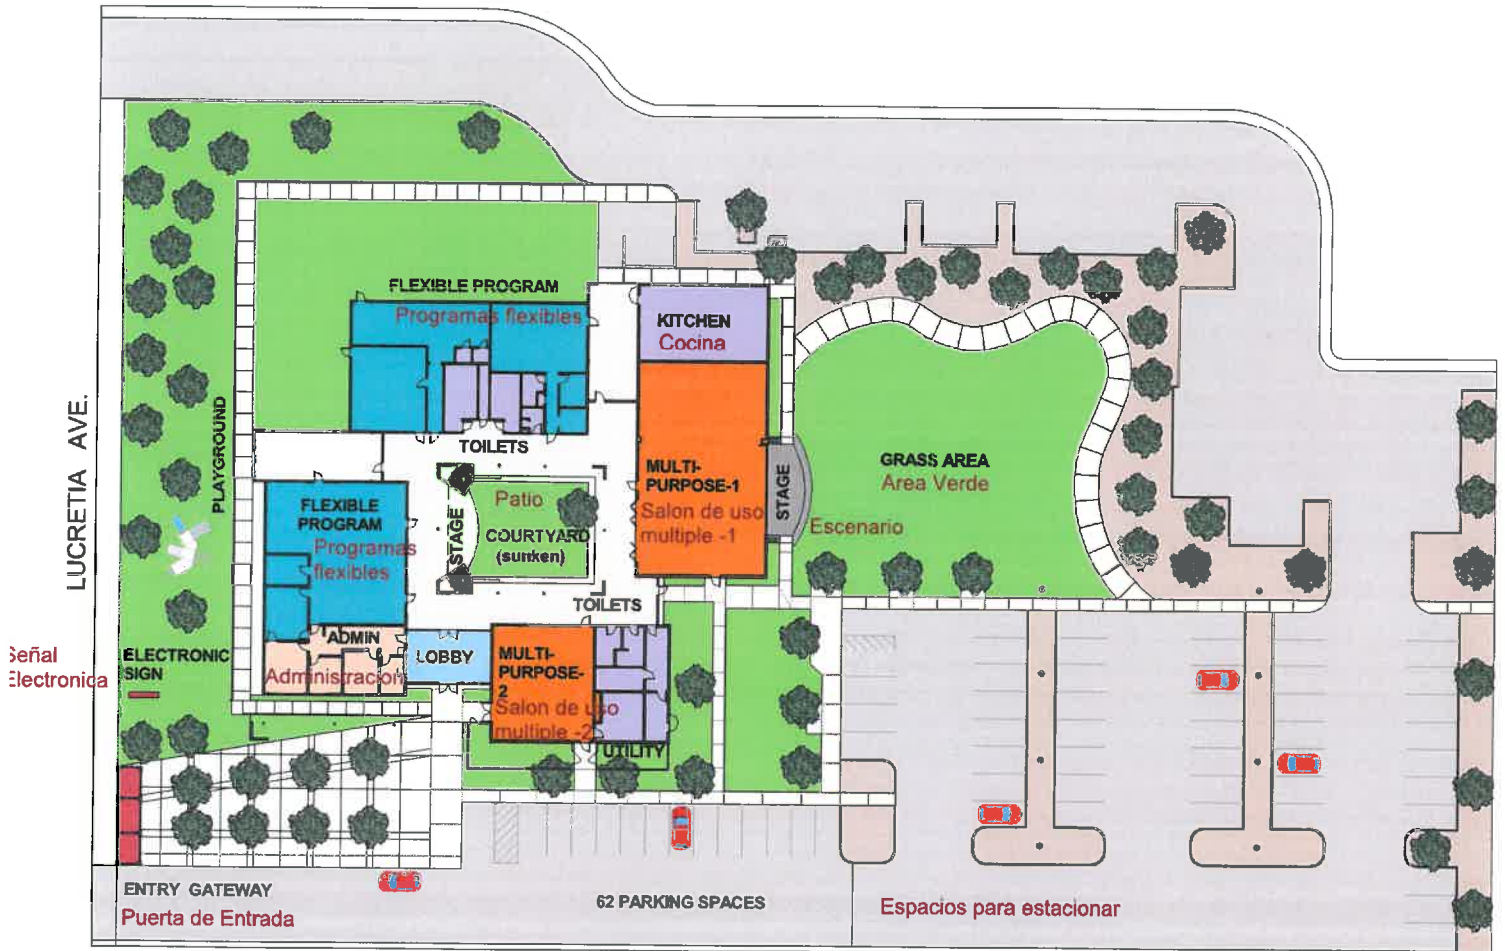 FLEXIBLE PROGRAM
Programas flexibles
KITCHEN
Cocina
LUCRETIA AVE.
PLAYGROUND
TOILETS
MULTI-
PURPOSE-1
Salon de uso
multiple -1
STAGE
GRASS AREA
Area Verde
Escenario
FLEXIBLE
PROGRAM
Programas
flexibles
STAGE
Patio
COURTYARD
(sunken)
TOILETS
ADMIN
Administracion
LOBBY
MULTI-
PURPOSE-
2
Salon de uso
multiple -2
UTILITY
Señal
Electronica
ELECTRONIC
SIGN
ENTRY GATEWAY
Puerta de Entrada
62 PARKING SPACES
Espacios para estacionar